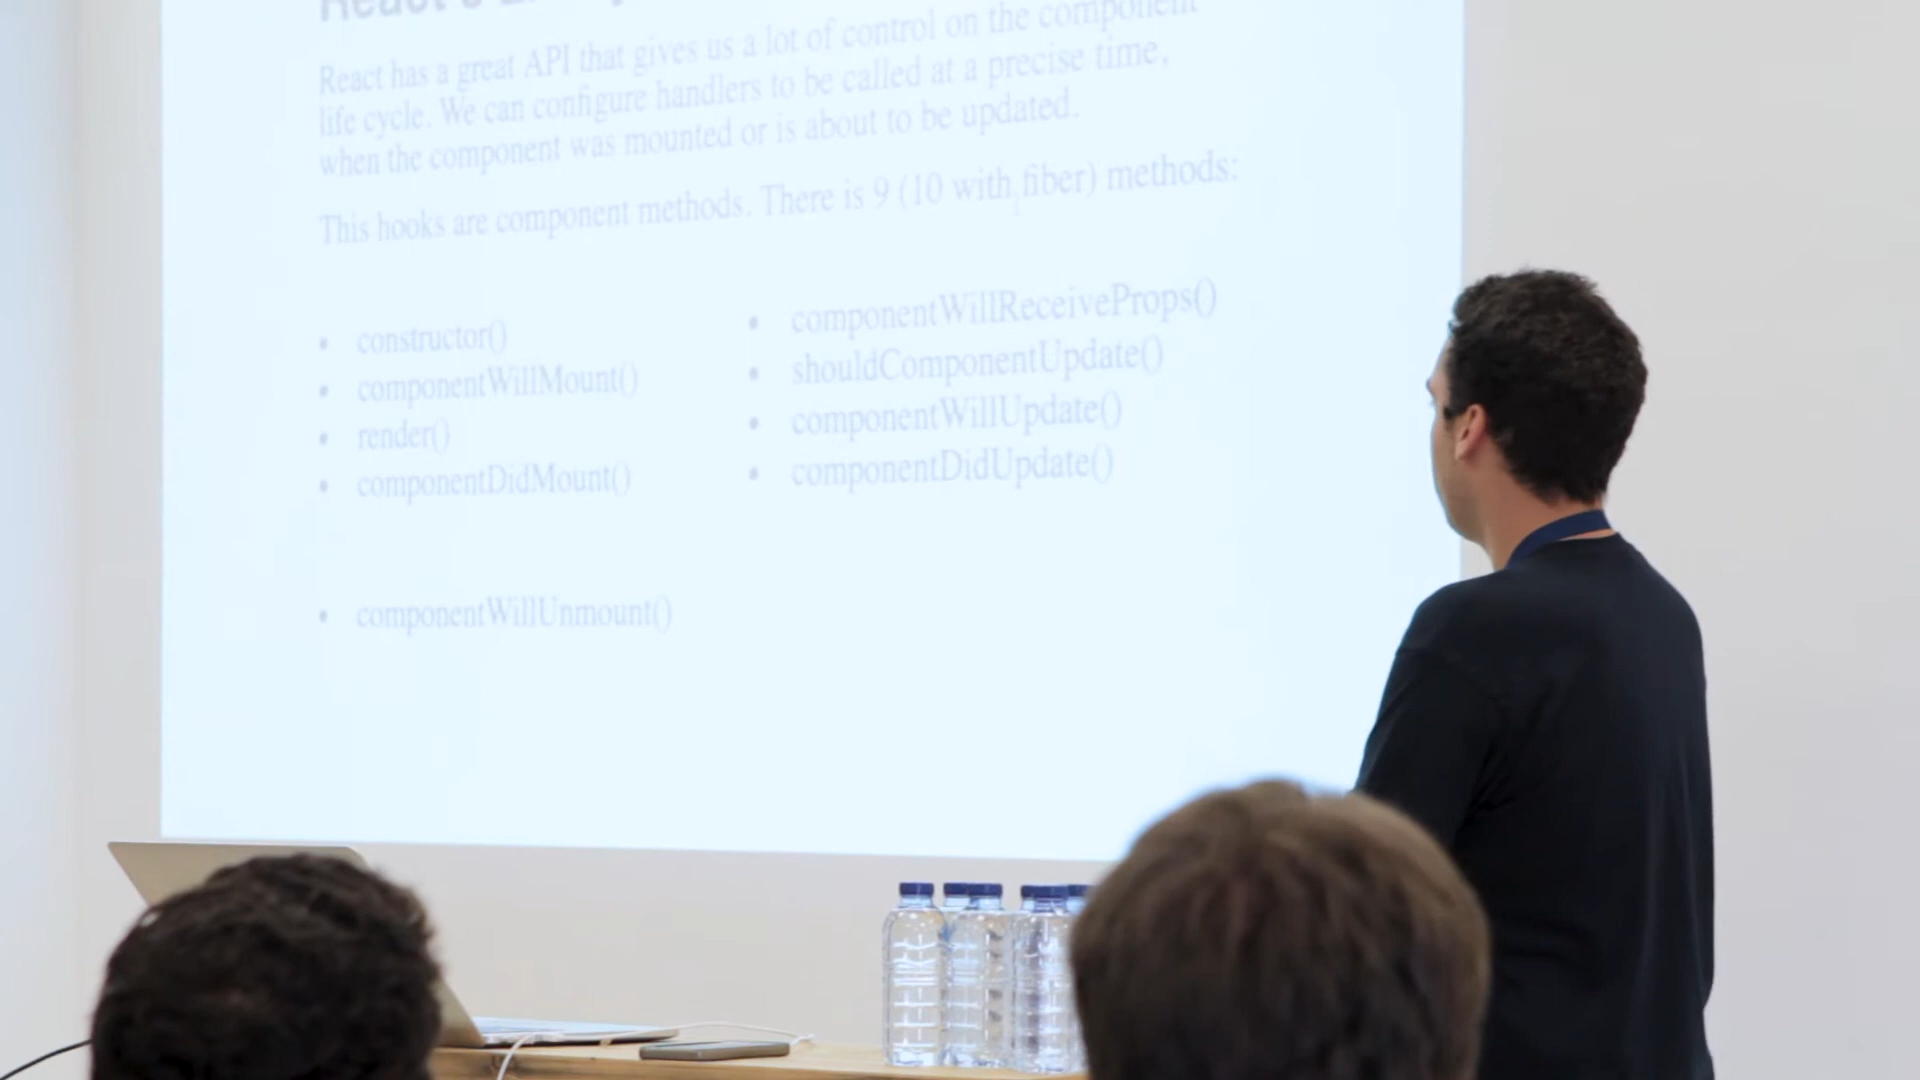 React's
React has a great API that gives us a lot of control on the component
life cycle. We can configure handlers to be called at a precise time,
when the component was mounted or is about to be updated.
This hooks are component methods. There is 9 (10 with fiber) methods:
• constructor()
• componentWillMount()
• render()
• componentDidMount()
• componentWillReceiveProps()
• shouldComponentUpdate()
• componentWillUpdate()
• componentDidUpdate()
• componentWillUnmount()